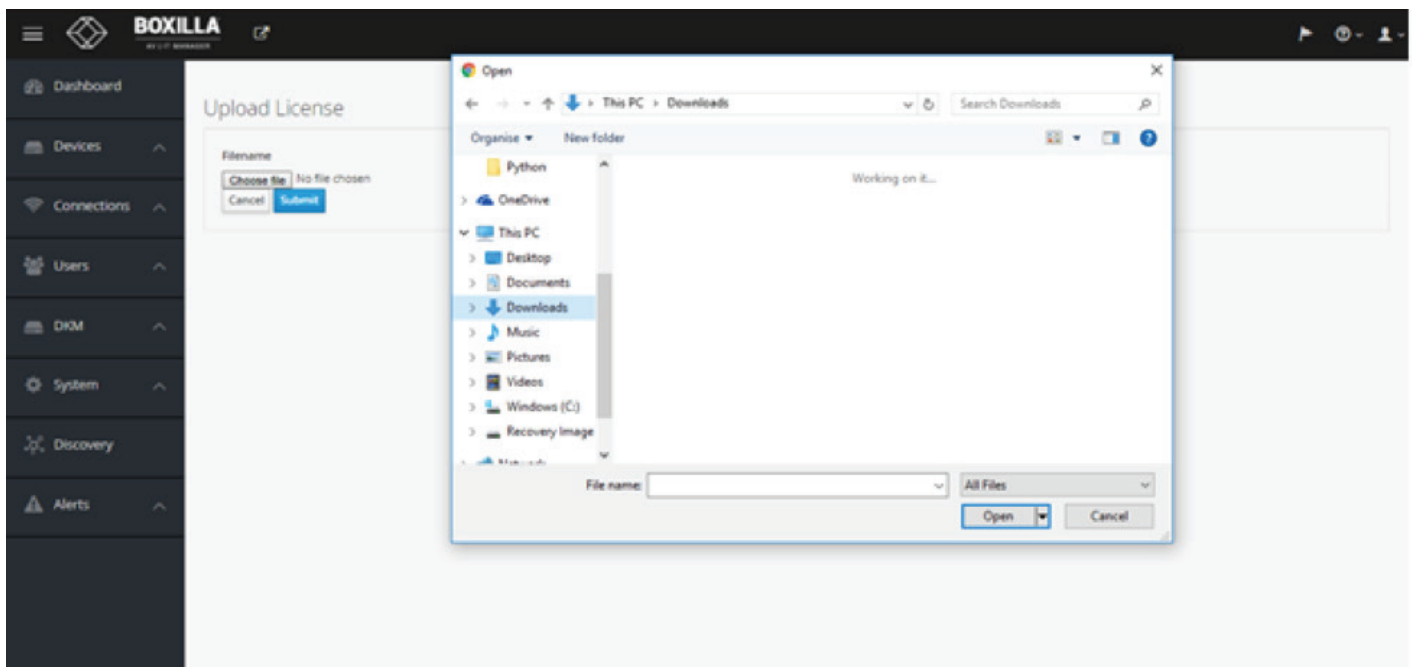 BOXILLA
Dashboard
Devices
Connections
Users
DKM
System
Discovery
Alerts
Upload License
Filename
Choose file No file chosen
Cancel Submit
Open
This PC › Downloads
Search Downloads
Organise New folder
Python
OneDrive
This PC
Desktop
Documents
Downloads
Music
Pictures
Videos
Windows (C:)
Recovery Image
Network
Working on it...
File name:
All Files
Open Cancel